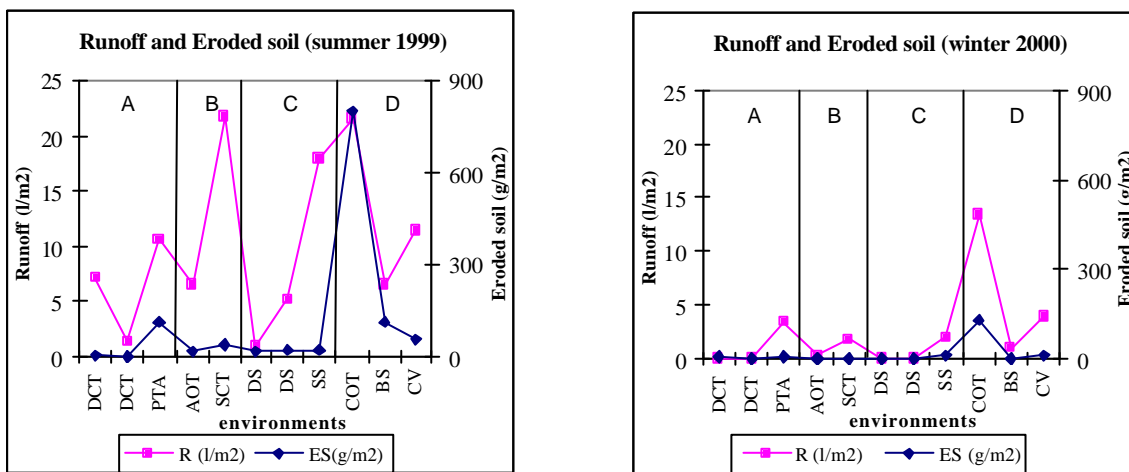 Runoff and Eroded soil (summer 1999)
Runoff (l/m2)
25
20
15
10
5
0
A
B
C
D
900
600
300
0
Eroded soil (g/m2)
DCT
DCT
PTA
AOT
SCT
DS
DS
SS
COT
BS
CV
environments
R (l/m2)
ES(g/m2)
Runoff and Eroded soil (winter 2000)
Runoff (l/m2)
25
20
15
10
5
0
A
B
C
D
900
600
300
0
Eroded soil (g/m2)
DCT
DCT
PTA
AOT
SCT
DS
DS
SS
COT
BS
CV
environments
R (l/m2)
ES (g/m2)